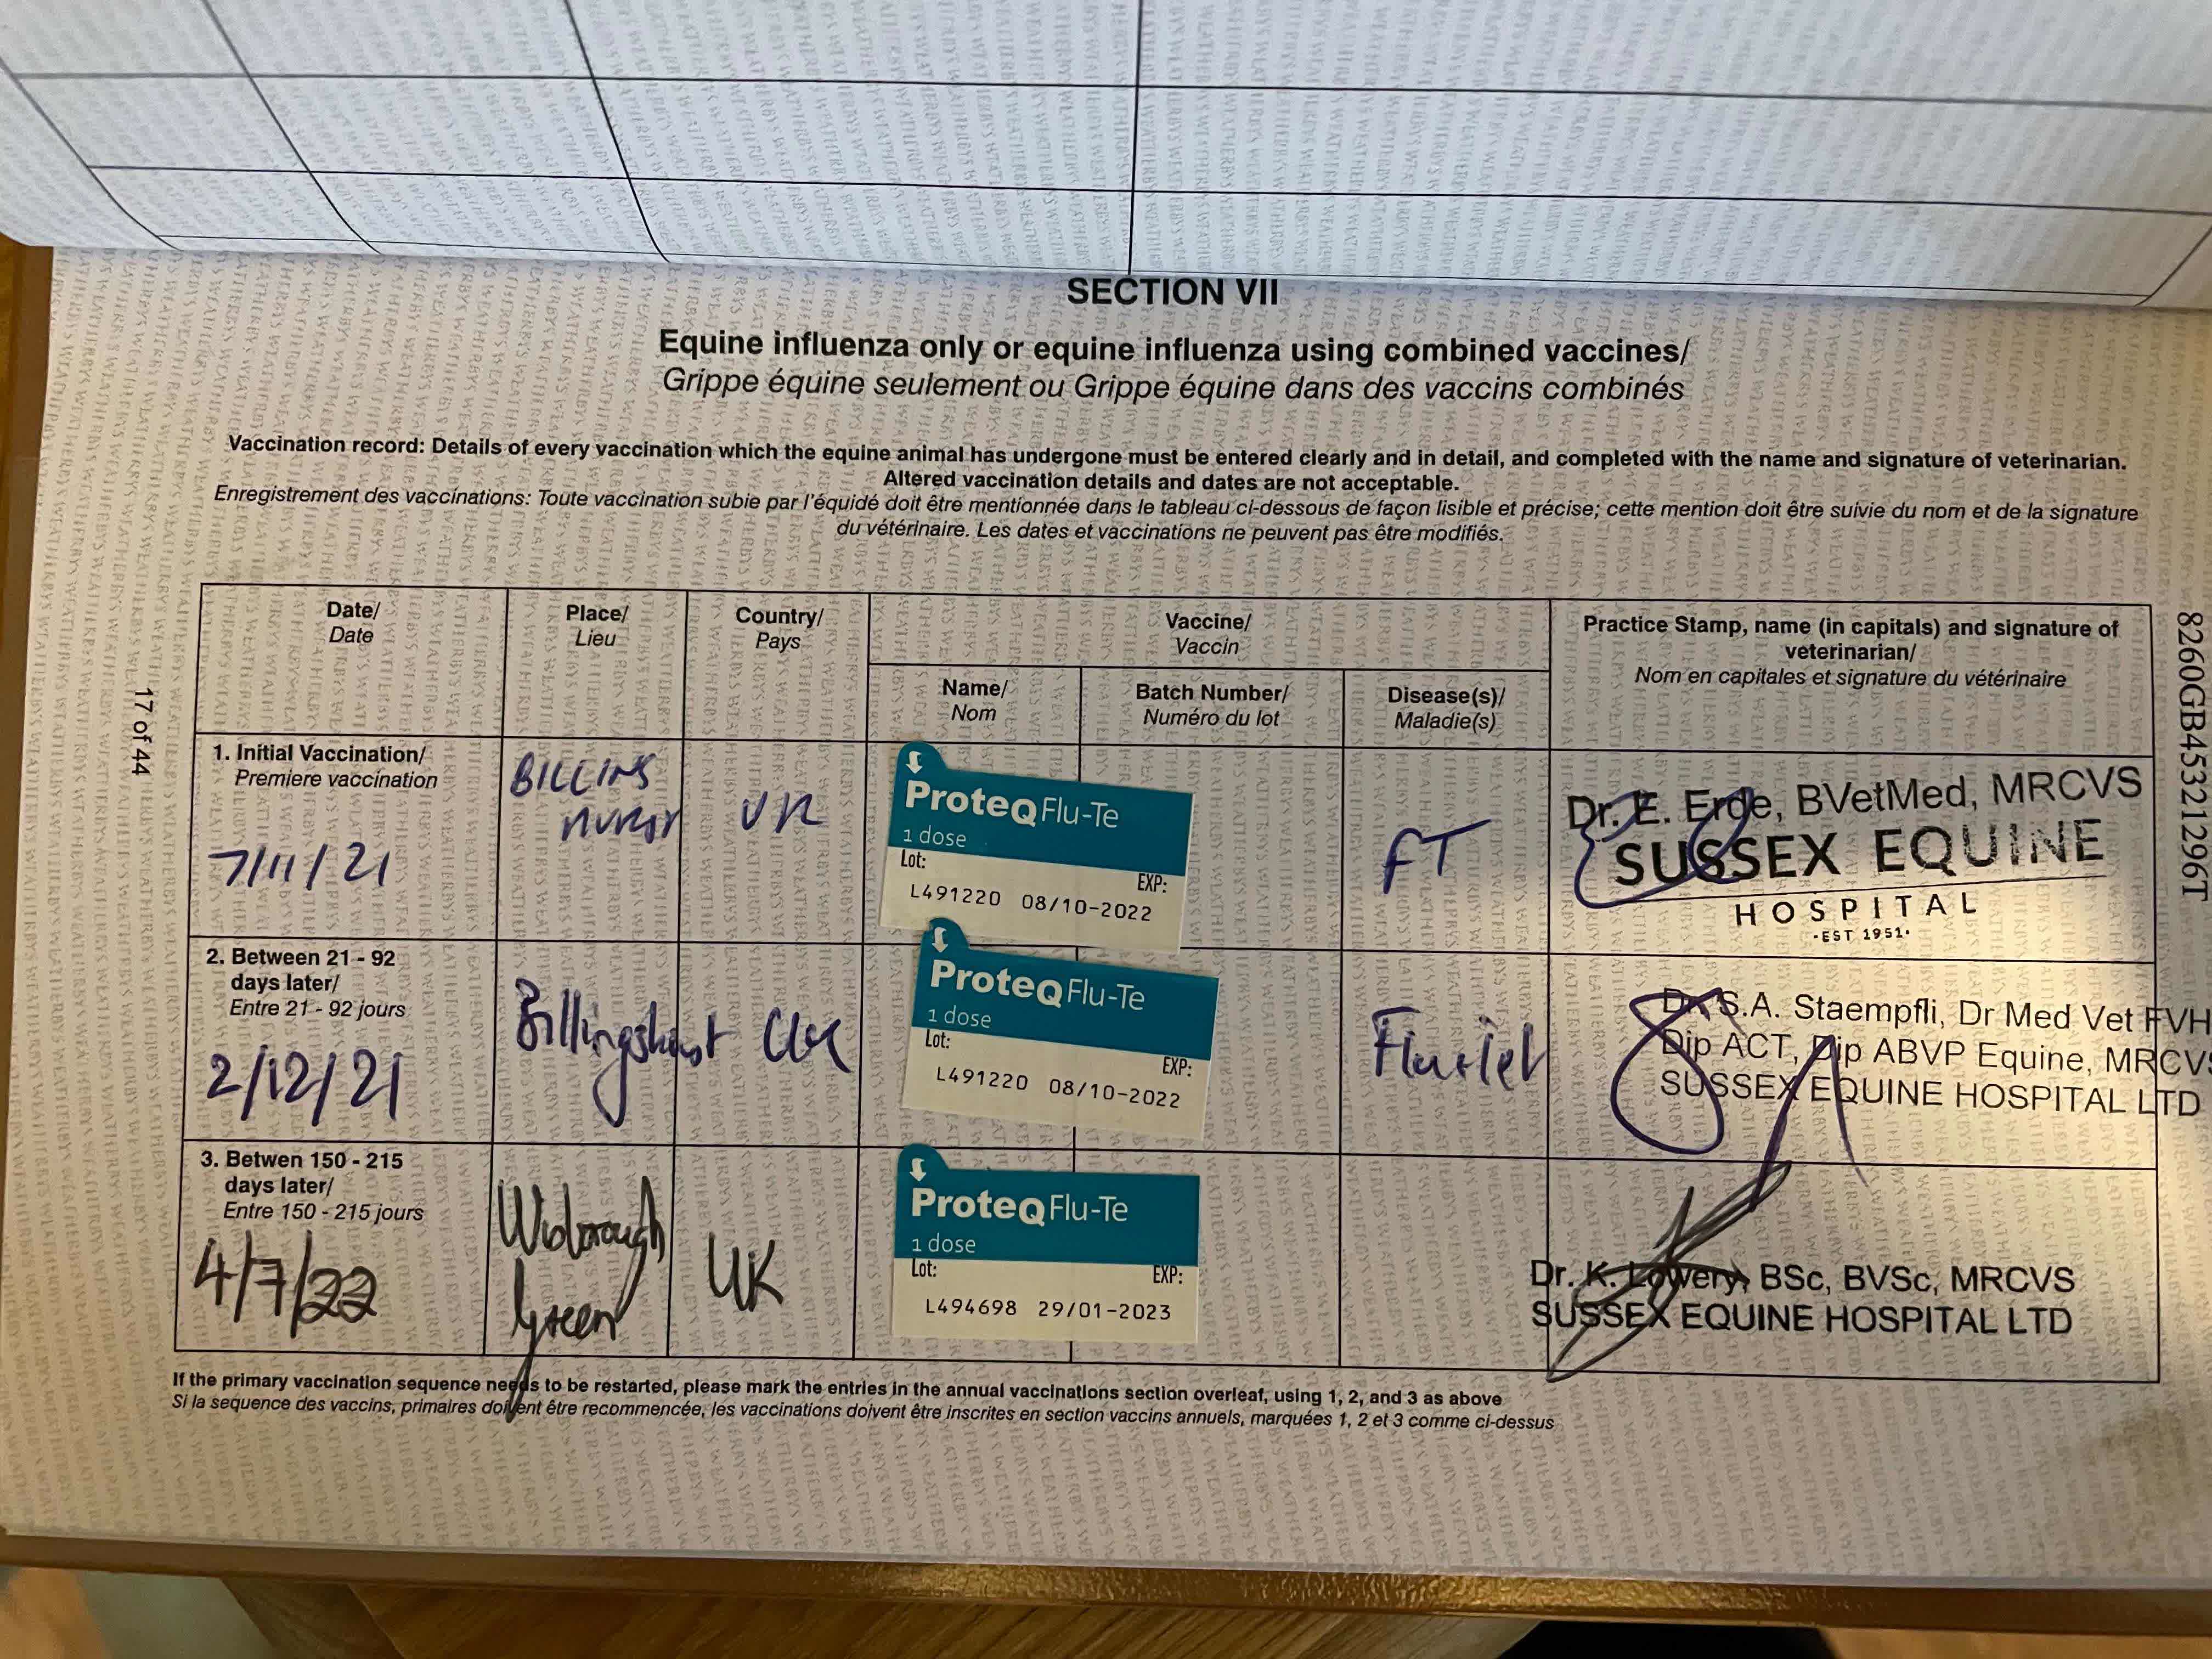 SECTION VII
Equine influenza only or equine influenza using combined vaccines/
Grippe équine seulement ou Grippe équine dans des vaccins combinés
Vaccination record: Details of every vaccination which the equine animal has undergone must be entered clearly and in detail, and completed with the name and signature of veterinarian.
Altered vaccination details and dates are not acceptable.
Enregistrement des vaccinations: Toute vaccination subie par l'équidé doit être mentionnée dans le tableau ci-dessous de façon lisible et précise; cette mention doit être suivie du nom et de la signature
du vétérinaire. Les dates et vaccinations ne peuvent pas être modifiés.
Date/
Date
Place/
Lieu
Country/
Pays
Vaccine/
Vaccin
Name/
Nom
Batch Number/
Numéro du lot
Disease(s)/
Maladie(s)
Practice Stamp, name (in capitals) and signature of
veterinarian/
Nom en capitales et signature du vétérinaire
1. Initial Vaccination/
Premiere vaccination
7/11/21
BILLINS
HURST
UK
ProteqFlu-Te
1 dose
Lot:
EXP:
L491220 08/10-2022
FT
Dr. E. Erde, BVetMed, MRCVS
SUSSEX EQUINE
HOSPITAL
·EST 1951·
2. Between 21 - 92
days later/
Entre 21 - 92 jours
2/12/21
Billingshurst
UK
ProteqFlu-Te
1 dose
Lot:
EXP:
L491220 08/10-2022
Flu+tet
Dr. S.A. Staempfli, Dr Med Vet FVH
Dip ACT, Dip ABVP Equine, MRCVS
SUSSEX EQUINE HOSPITAL LTD
3. Betwen 150 - 215
days later/
Entre 150 - 215 jours
4/7/22
Wisborough
Green
UK
ProteqFlu-Te
1 dose
Lot:
EXP:
L494698 29/01-2023
Dr. K. Lowery, BSc, BVSc, MRCVS
SUSSEX EQUINE HOSPITAL LTD
If the primary vaccination sequence needs to be restarted, please mark the entries in the annual vaccinations section overleaf, using 1, 2, and 3 as above
Si la sequence des vaccins, primaires doivent être recommencée, les vaccinations doivent être inscrites en section vaccins annuels, marquées 1, 2 et 3 comme ci-dessus
17 of 44
8260GB45321296T